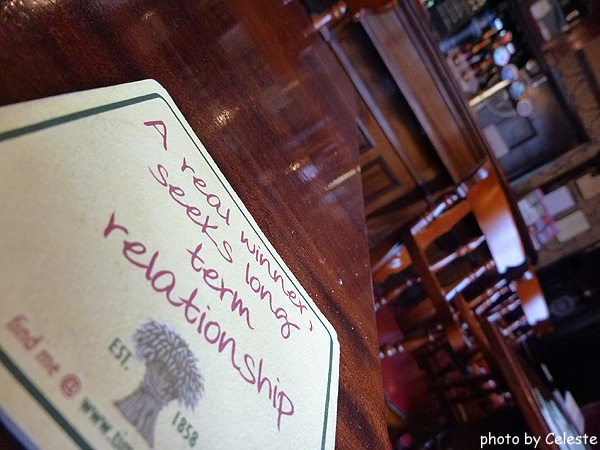 A real winner,
seeks long
term
relationship
EST. 1858
find me @ www.
photo by Celeste